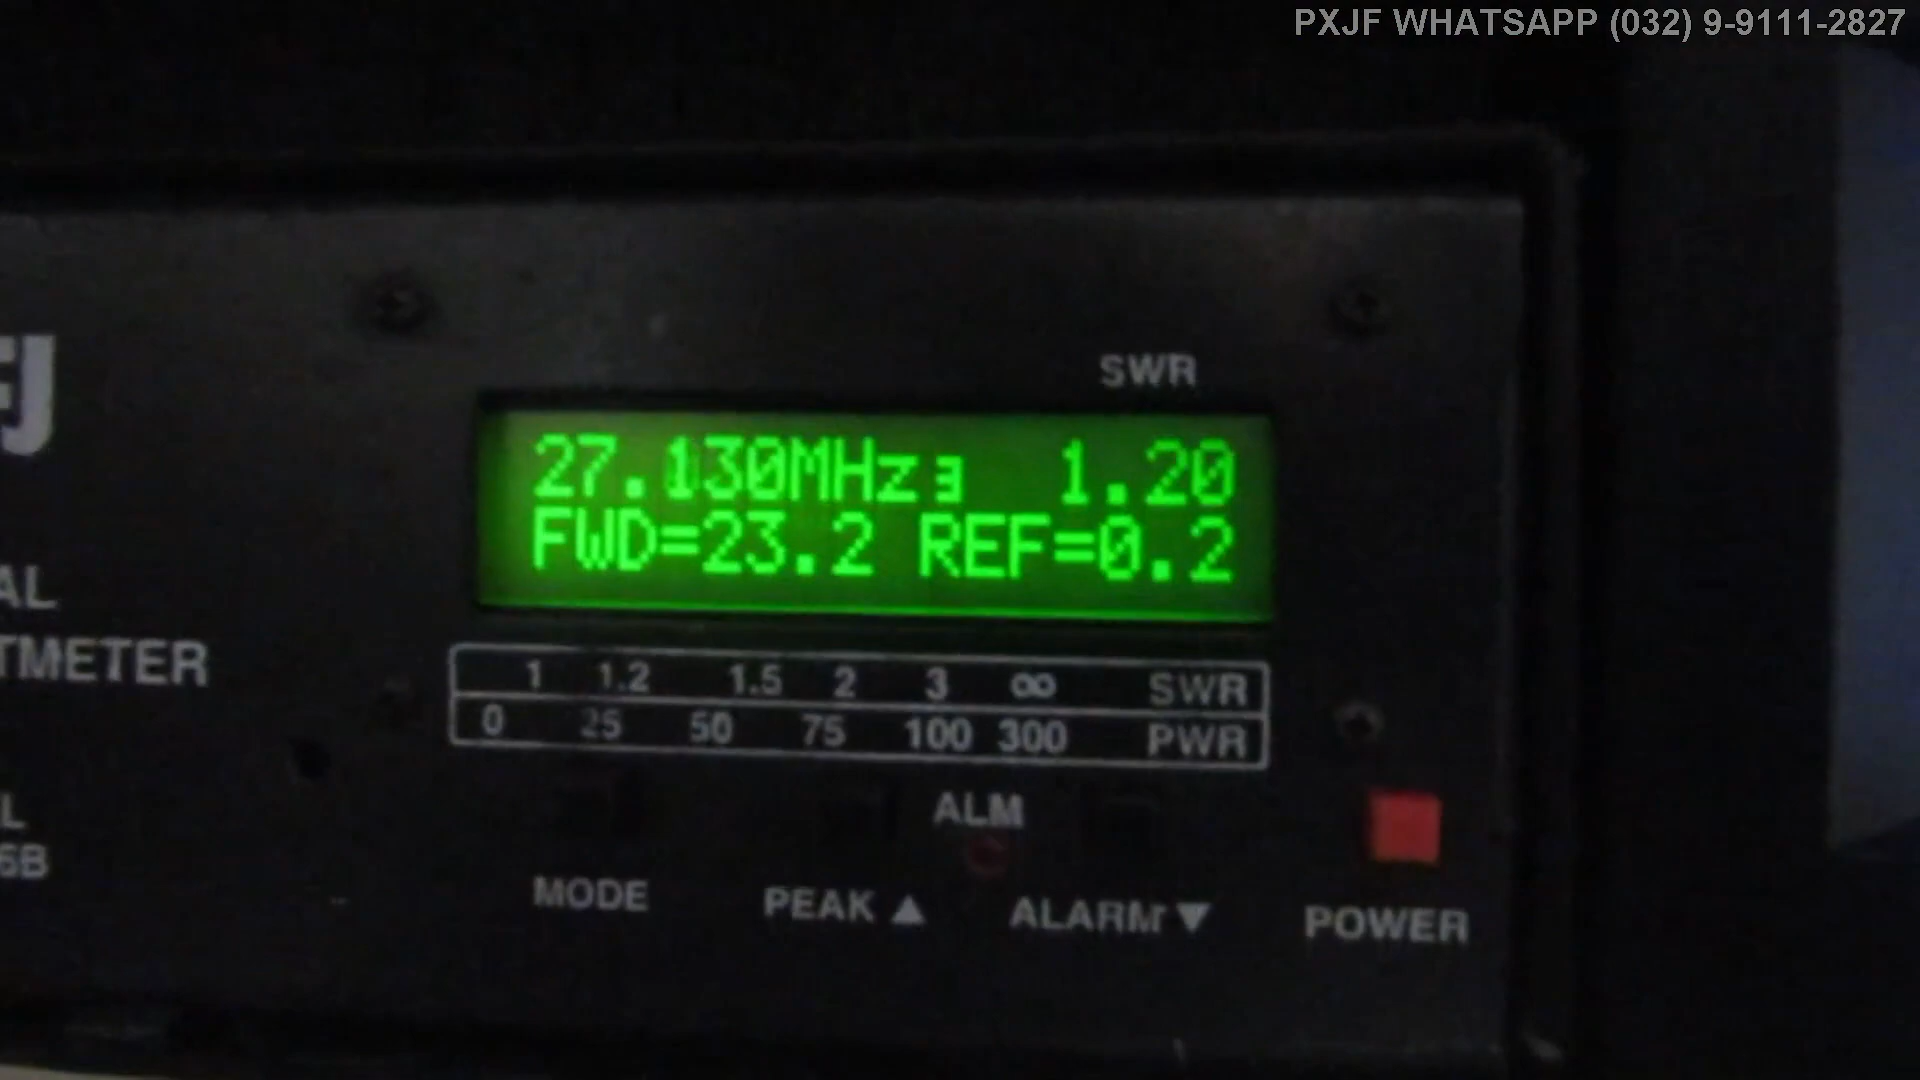 PXJF WHATSAPP (032) 9-9111-2827
FJ
SWR
27.130MHz 1.20
FWD=23.2 REF=0.2
AL
TMETER
1 1.2 1.5 2 3 ∞ SWR
0 25 50 75 100 300 PWR
L
6B
ALM
MODE PEAK ▲ ALARM ▼ POWER